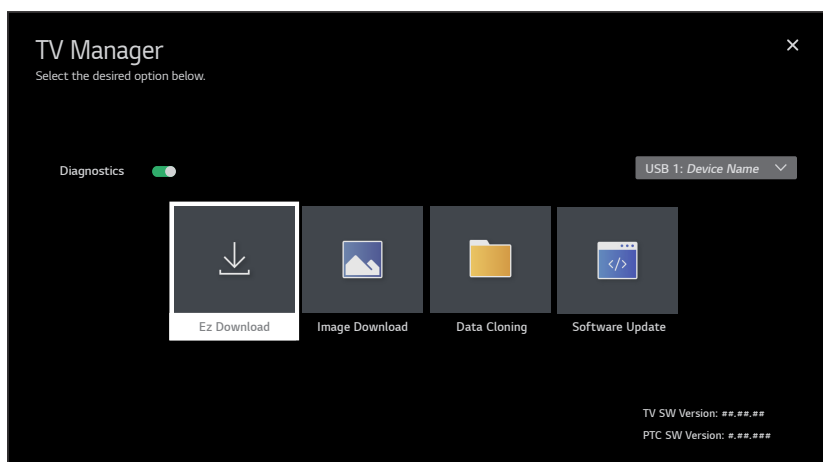 TV Manager
Select the desired option below.
Diagnostics
USB 1: Device Name
Ez Download
Image Download
Data Cloning
Software Update
TV SW Version: ##.##.##
PTC SW Version: #.##.###